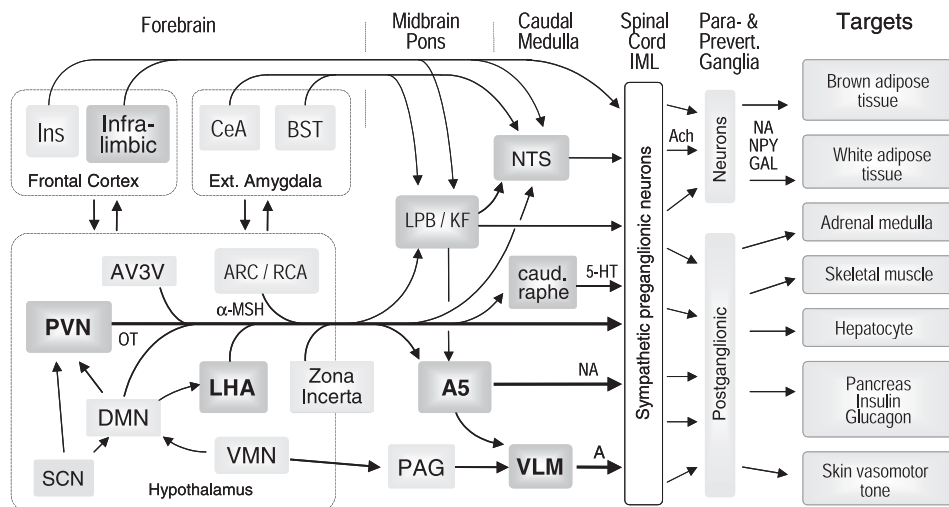 Forebrain
Midbrain
Pons
Caudal
Medulla
Spinal
Cord
IML
Para- &
Prevert.
Ganglia
Targets
Ins
Infra-
limbic
Frontal Cortex
CeA
BST
Ext. Amygdala
NTS
LPB / KF
Ach
Neurons
NA
NPY
GAL
Brown adipose
tissue
White adipose
tissue
Adrenal medulla
Skeletal muscle
Hepatocyte
Pancreas
Insulin
Glucagon
Skin vasomotor
tone
AV3V
ARC / RCA
α-MSH
caud.
raphe
5-HT
PVN
OT
LHA
Zona
Incerta
A5
NA
DMN
SCN
VMN
Hypothalamus
PAG
VLM
A
Sympathetic preganglionic neurons
Postganglionic